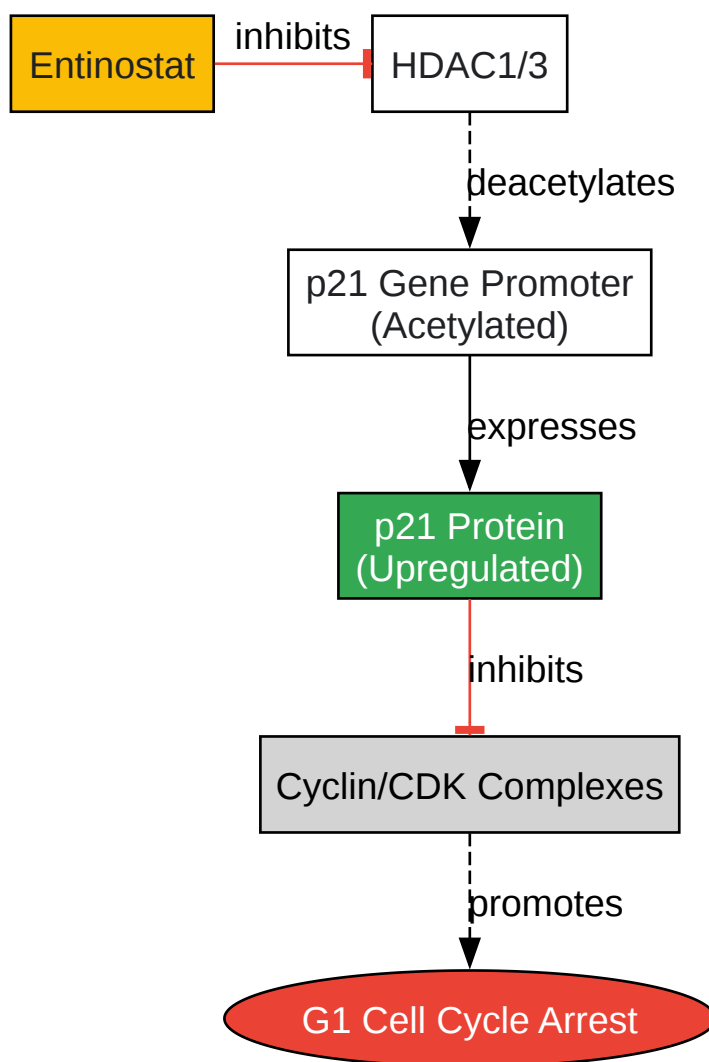 inhibits
Entinostat
HDAC1/3
deacetylates
p21 Gene Promoter
(Acetylated)
expresses
p21 Protein
(Upregulated)
inhibits
Cyclin/CDK Complexes
promotes
G1 Cell Cycle Arrest